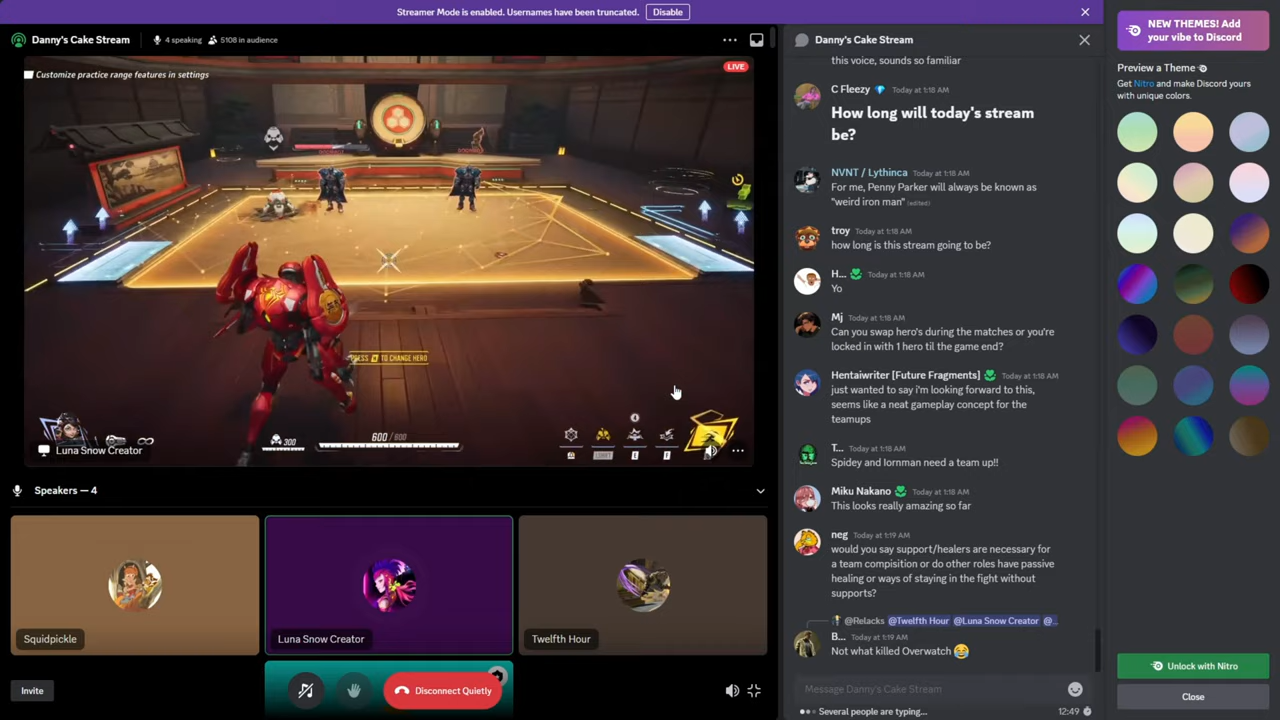 Streamer Mode is enabled. Usernames have been truncated.
Disable
Danny's Cake Stream
4 speaking
5108 in audience
Customize practice range features in settings
LIVE
PRESS TO CHANGE HERO
Luna Snow Creator
300
600 / 600
4
LSHIFT
E
F
Speakers — 4
Squidpickle
Luna Snow Creator
Twelfth Hour
Invite
Disconnect Quietly
Danny's Cake Stream
this voice, sounds so familiar
C Fleezy Today at 1:18 AM
How long will today's stream
be?
NVNT / Lythinca Today at 1:18 AM
For me, Penny Parker will always be known as
"weird iron man" (edited)
troy Today at 1:18 AM
how long is this stream going to be?
H... Today at 1:18 AM
Yo
Mj Today at 1:18 AM
Can you swap hero's during the matches or you're
locked in with 1 hero til the game end?
Hentaiwriter [Future Fragments] Today at 1:18 AM
just wanted to say i'm looking forward to this,
seems like a neat gameplay concept for the
teamups
T... Today at 1:18 AM
Spidey and Iornman need a team up!!
Miku Nakano Today at 1:18 AM
This looks really amazing so far
neg Today at 1:19 AM
would you say support/healers are necessary for
a team compisition or do other roles have passive
healing or ways of staying in the fight without
supports?
@Relacks @Twelfth Hour @Luna Snow Creator @...
B... Today at 1:19 AM
Not what killed Overwatch 😂
Message Danny's Cake Stream
Several people are typing...
12:49
NEW THEMES! Add
your vibe to Discord
Preview a Theme
Get Nitro and make Discord yours
with unique colors.
Unlock with Nitro
Close